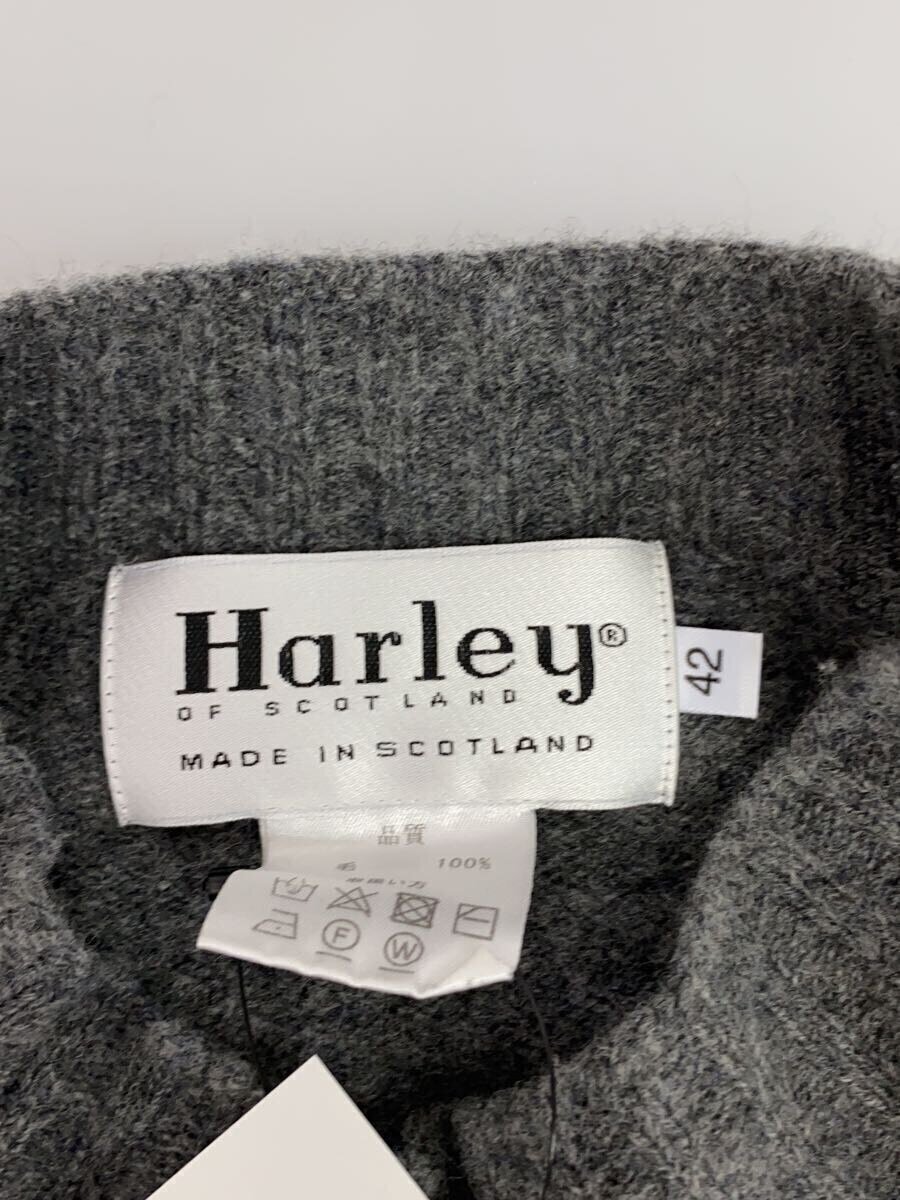 Harley®
OF SCOTLAND
MADE IN SCOTLAND
42
品質
毛 100%
F
W